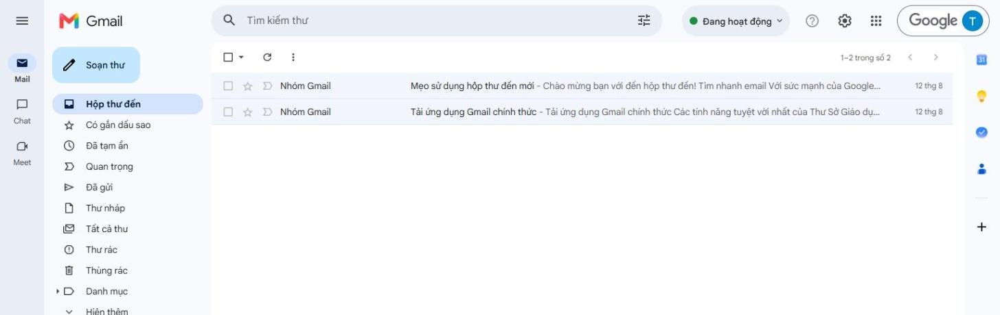 Gmail
Tìm kiếm thư
Đang hoạt động
Google
T
Soạn thư
1–2 trong số 2
31
Mail
Nhóm Gmail Mẹo sử dụng hộp thư đến mới - Chào mừng bạn với đến hộp thư đến! Tìm nhanh email Với sức mạnh của Google... 12 thg 8
Hộp thư đến
Nhóm Gmail Tải ứng dụng Gmail chính thức - Tải ứng dụng Gmail chính thức Các tính năng tuyệt vời nhất của Thư Sở Giáo dụ... 12 thg 8
Chat
Có gắn dấu sao
Đã tạm ẩn
Meet
Quan trọng
Đã gửi
Thư nháp
Tất cả thư
Thư rác
Thùng rác
Danh mục
Hiện thêm